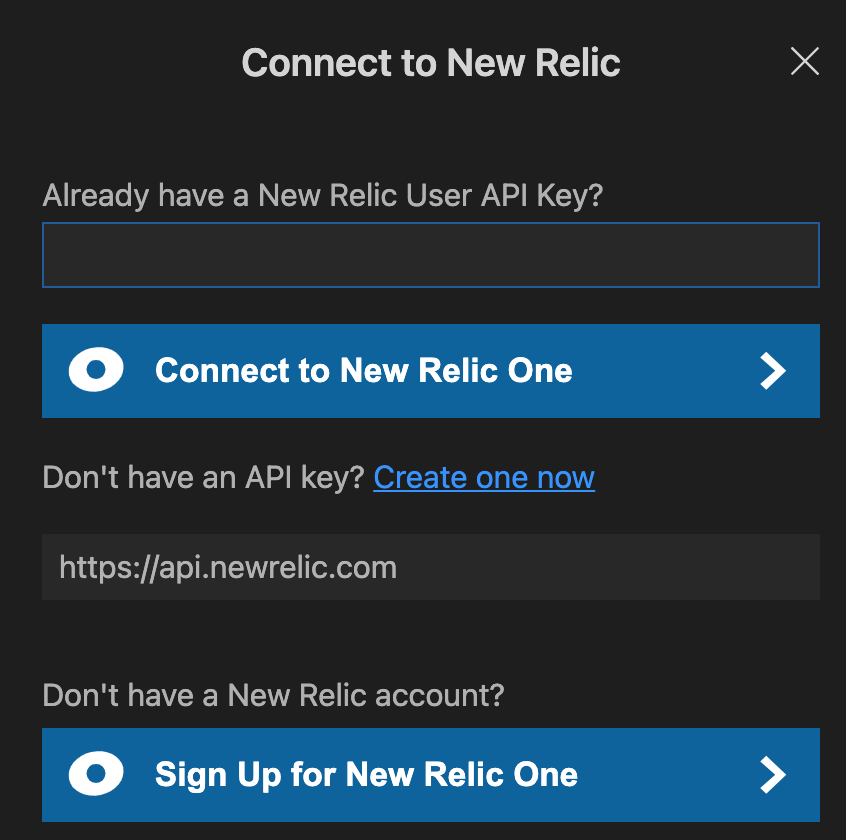 Connect to New Relic
Already have a New Relic User API Key?
Connect to New Relic One
Don't have an API key? Create one now
https://api.newrelic.com
Don't have a New Relic account?
Sign Up for New Relic One